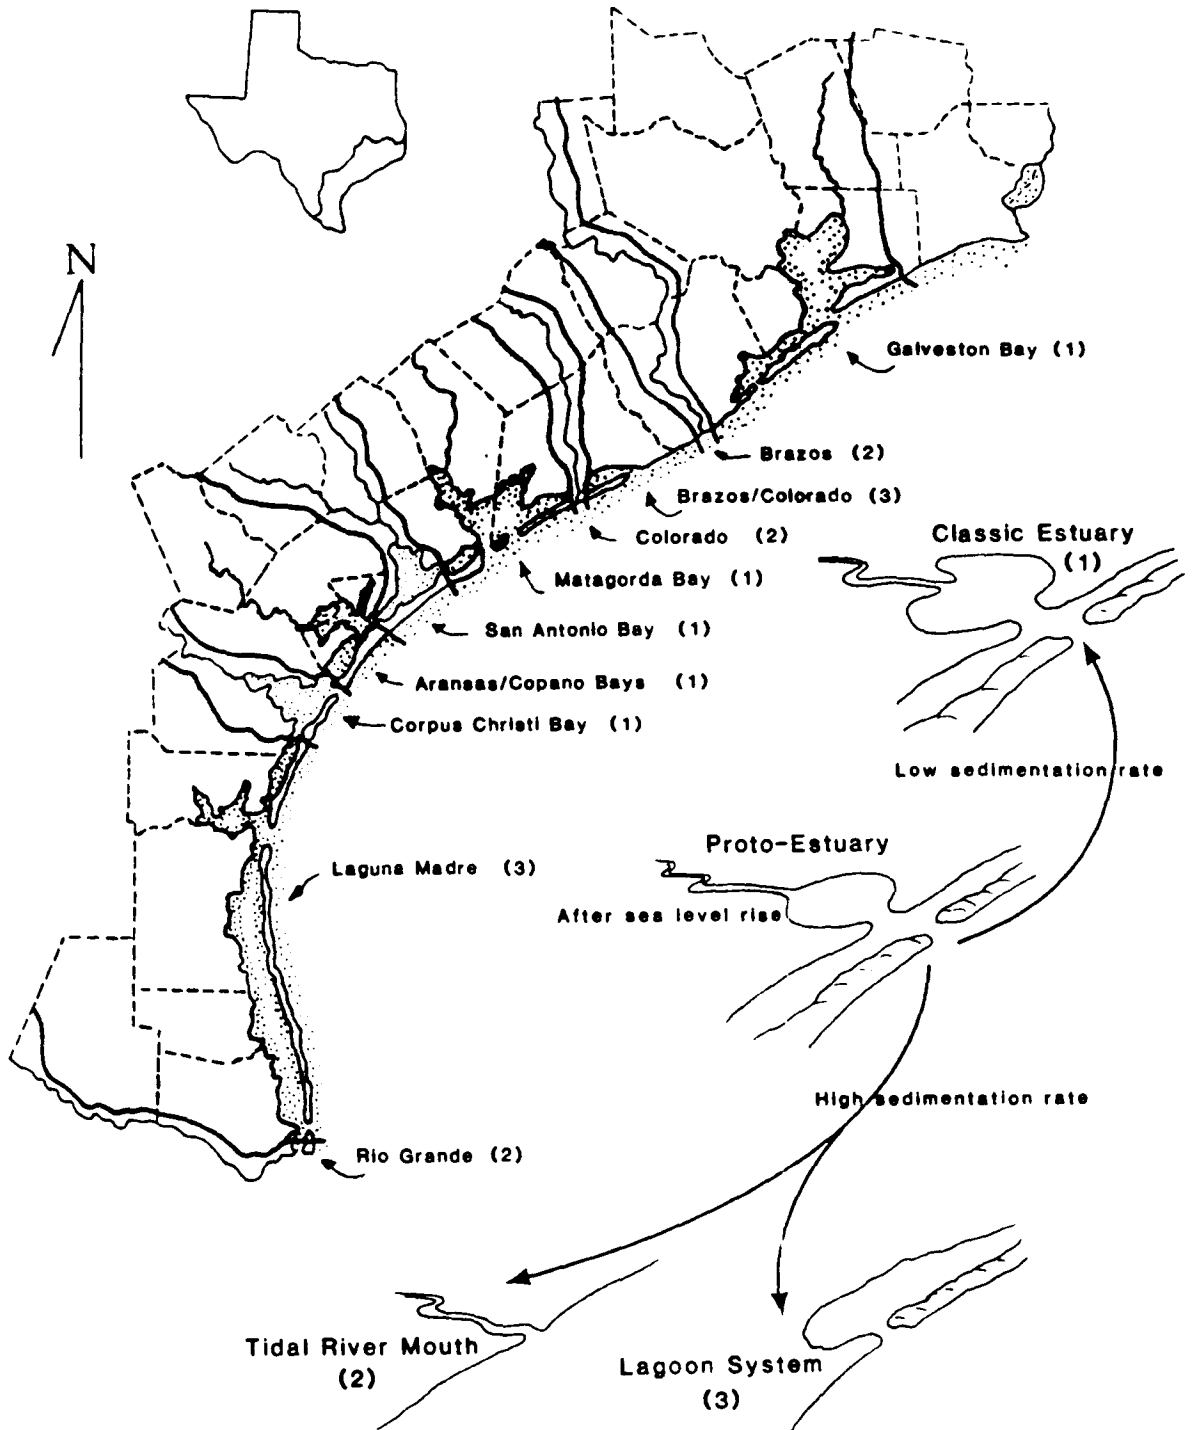 N
Galveston Bay (1)
Brazos (2)
Brazos/Colorado (3)
Colorado (2)
Matagorda Bay (1)
San Antonio Bay (1)
Aransas/Copano Bays (1)
Corpus Christi Bay (1)
Laguna Madre (3)
Rio Grande (2)
Classic Estuary
(1)
Low sedimentation rate
Proto-Estuary
After sea level rise
High sedimentation rate
Tidal River Mouth
(2)
Lagoon System
(3)